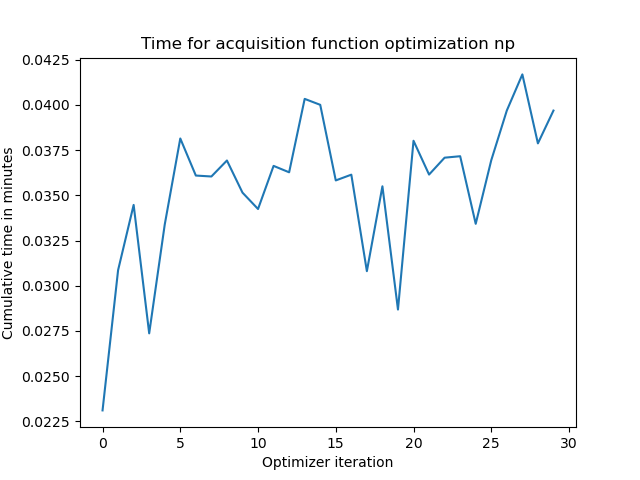 Time for acquisition function optimization np
Cumulative time in minutes
0.0425
0.0400
0.0375
0.0350
0.0325
0.0300
0.0275
0.0250
0.0225
0 5 10 15 20 25 30
Optimizer iteration